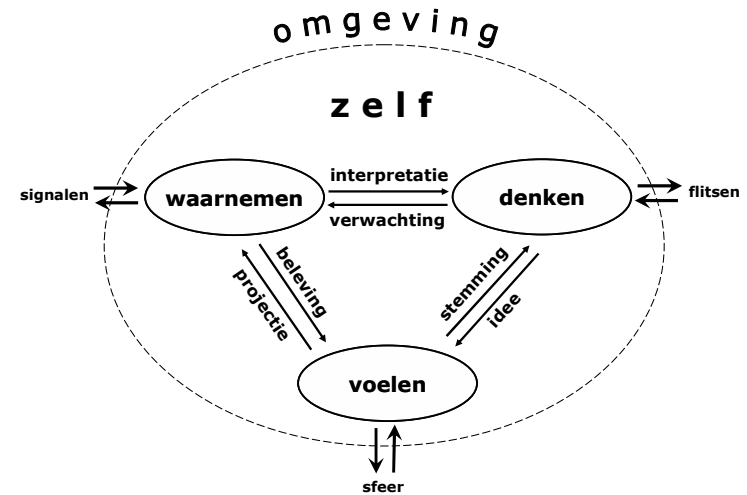 omgeving
zelf
interpretatie
signalen
waarnemen
denken
flitsen
verwachting
beleving
projectie
stemming
idee
voelen
sfeer